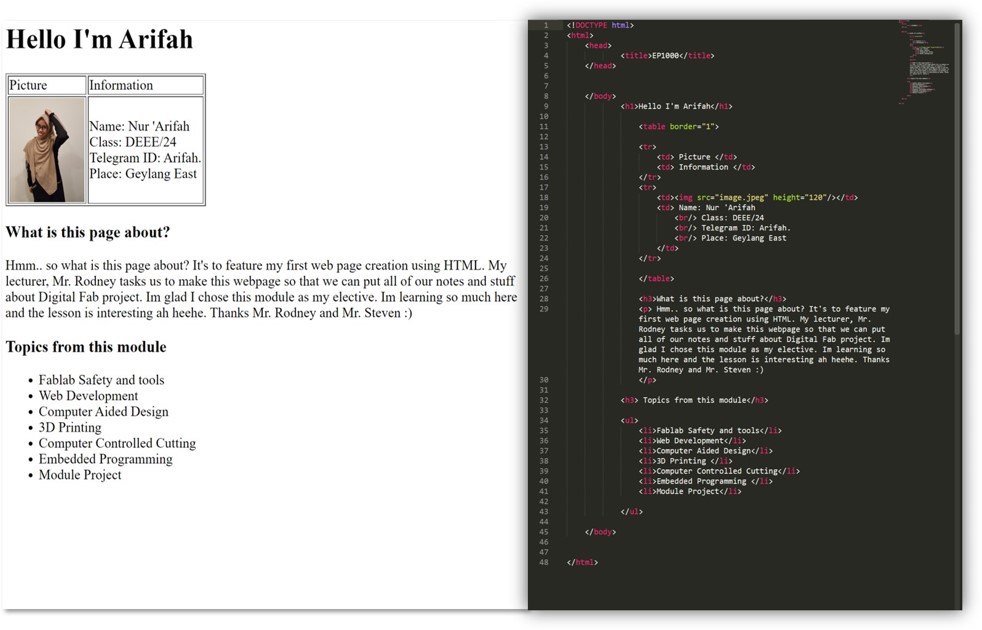 Hello I'm Arifah
Picture Information
Name: Nur 'Arifah
Class: DEEE/24
Telegram ID: Arifah.
Place: Geylang East
What is this page about?
Hmm.. so what is this page about? It's to feature my first web page creation using HTML. My
lecturer, Mr. Rodney tasks us to make this webpage so that we can put all of our notes and stuff
about Digital Fab project. Im glad I chose this module as my elective. Im learning so much here
and the lesson is interesting ah heehe. Thanks Mr. Rodney and Mr. Steven :)
Topics from this module
• Fablab Safety and tools
• Web Development
• Computer Aided Design
• 3D Printing
• Computer Controlled Cutting
• Embedded Programming
• Module Project
1 <!DOCTYPE html>
2 <html>
3 <head>
4 <title>EP1000</title>
5 </head>
6
7
8 </body>
9 <h1>Hello I'm Arifah</h1>
10
11 <table border="1">
12
13 <tr>
14 <td> Picture </td>
15 <td> Information </td>
16 </tr>
17 <tr>
18 <td><img src="image.jpeg" height="120"/></td>
19 <td> Name: Nur 'Arifah
20 <br/> Class: DEEE/24
21 <br/> Telegram ID: Arifah.
22 <br/> Place: Geylang East
23 </td>
24 </tr>
25
26 </table>
27
28 <h3>What is this page about?</h3>
29 <p> Hmm.. so what is this page about? It's to feature my
first web page creation using HTML. My lecturer, Mr.
Rodney tasks us to make this webpage so that we can put
all of our notes and stuff about Digital Fab project. Im
glad I chose this module as my elective. Im learning so
much here and the lesson is interesting ah heehe. Thanks
Mr. Rodney and Mr. Steven :)
30 </p>
31
32 <h3> Topics from this module</h3>
33
34 <ul>
35 <li>Fablab Safety and tools</li>
36 <li>Web Development</li>
37 <li>Computer Aided Design</li>
38 <li>3D Printing </li>
39 <li>Computer Controlled Cutting</li>
40 <li>Embedded Programming </li>
41 <li>Module Project</li>
42
43 </ul>
44
45 </body>
46
47
48 </html>